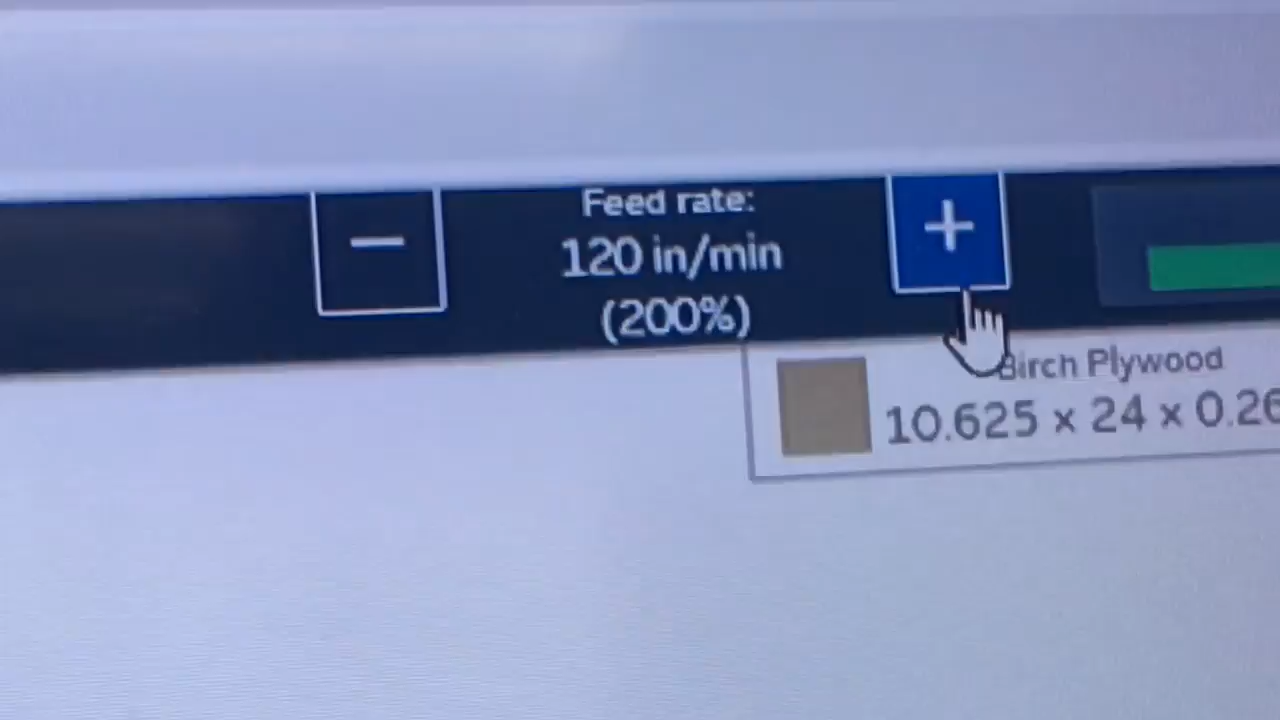 −
Feed rate:
120 in/min
(200%)
+
Birch Plywood
10.625 x 24 x 0.26